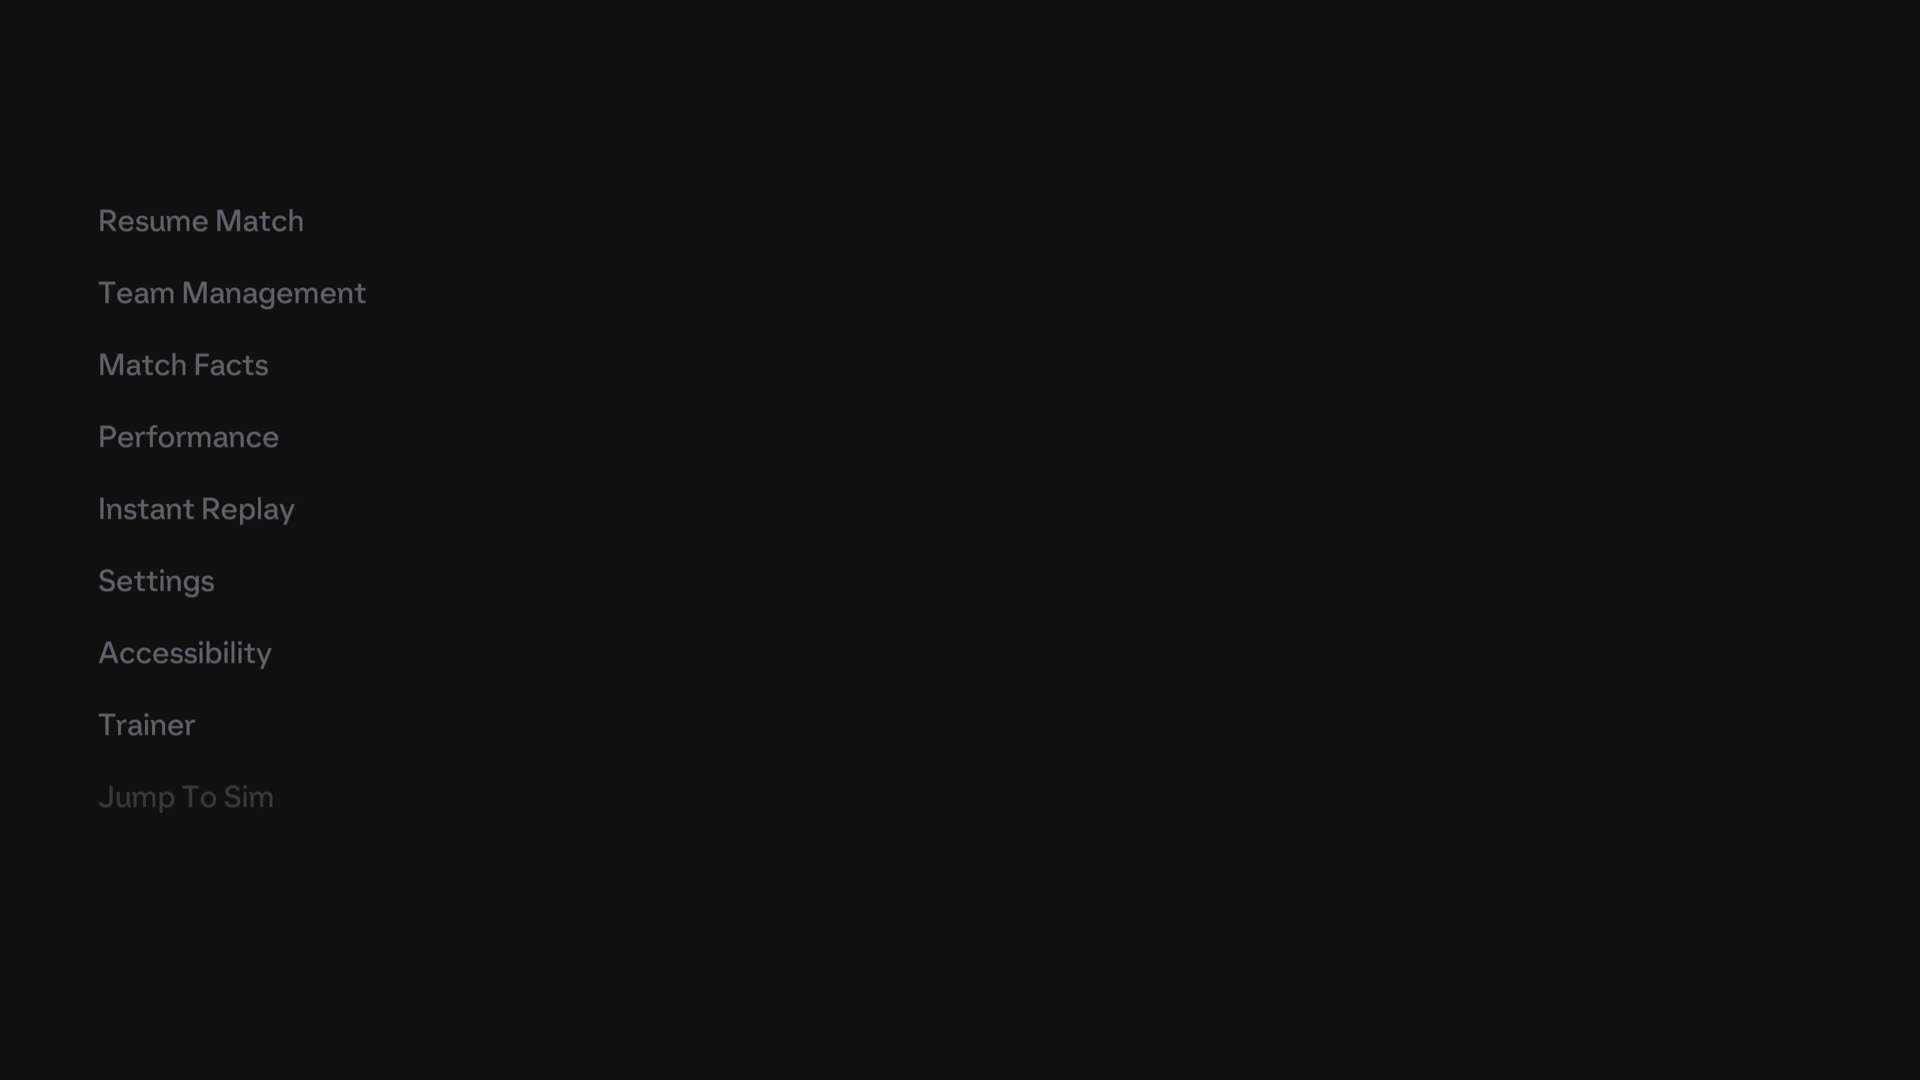 Resume Match
Team Management
Match Facts
Performance
Instant Replay
Settings
Accessibility
Trainer
Jump To Sim